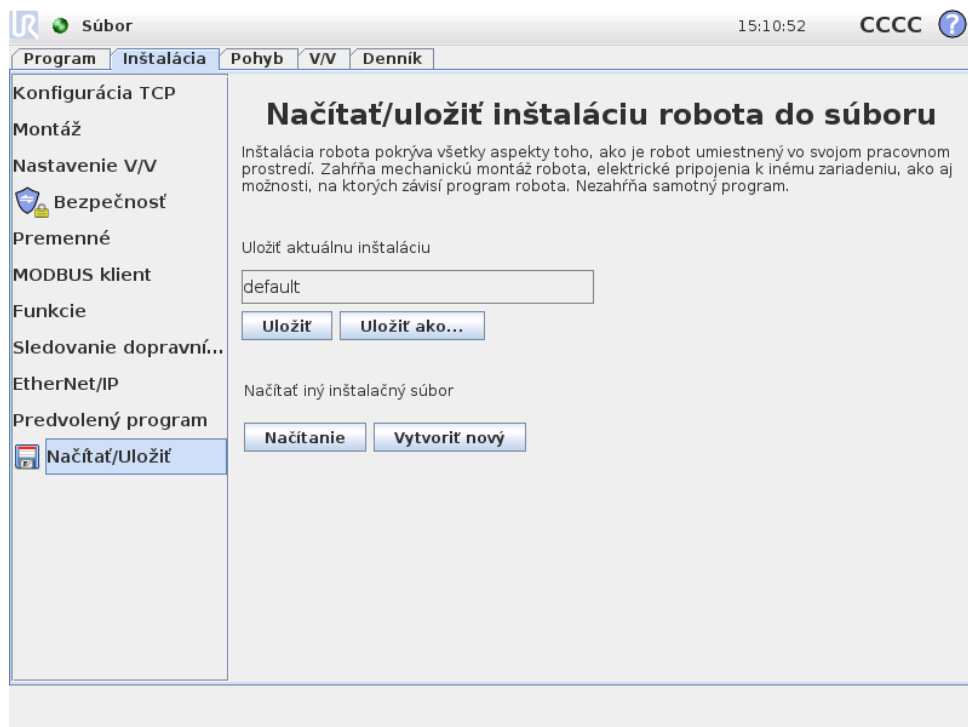 UR Súbor 15:10:52 CCCC ?
Program Inštalácia Pohyb V/V Denník
Konfigurácia TCP
Montáž
Nastavenie V/V
Bezpečnosť
Premenné
MODBUS klient
Funkcie
Sledovanie dopravní...
EtherNet/IP
Predvolený program
Načítať/Uložiť
Načítať/uložiť inštaláciu robota do súboru
Inštalácia robota pokrýva všetky aspekty toho, ako je robot umiestnený vo svojom pracovnom
prostredí. Zahŕňa mechanickú montáž robota, elektrické pripojenia k inému zariadeniu, ako aj
možnosti, na ktorých závisí program robota. Nezahŕňa samotný program.
Uložiť aktuálnu inštaláciu
default
Uložiť Uložiť ako...
Načítať iný inštalačný súbor
Načítanie Vytvoriť nový